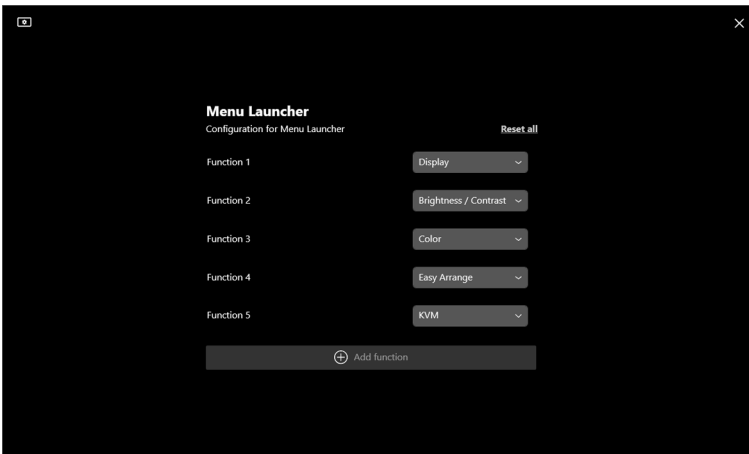 Menu Launcher
Configuration for Menu Launcher Reset all
Function 1 Display
Function 2 Brightness / Contrast
Function 3 Color
Function 4 Easy Arrange
Function 5 KVM
Add function